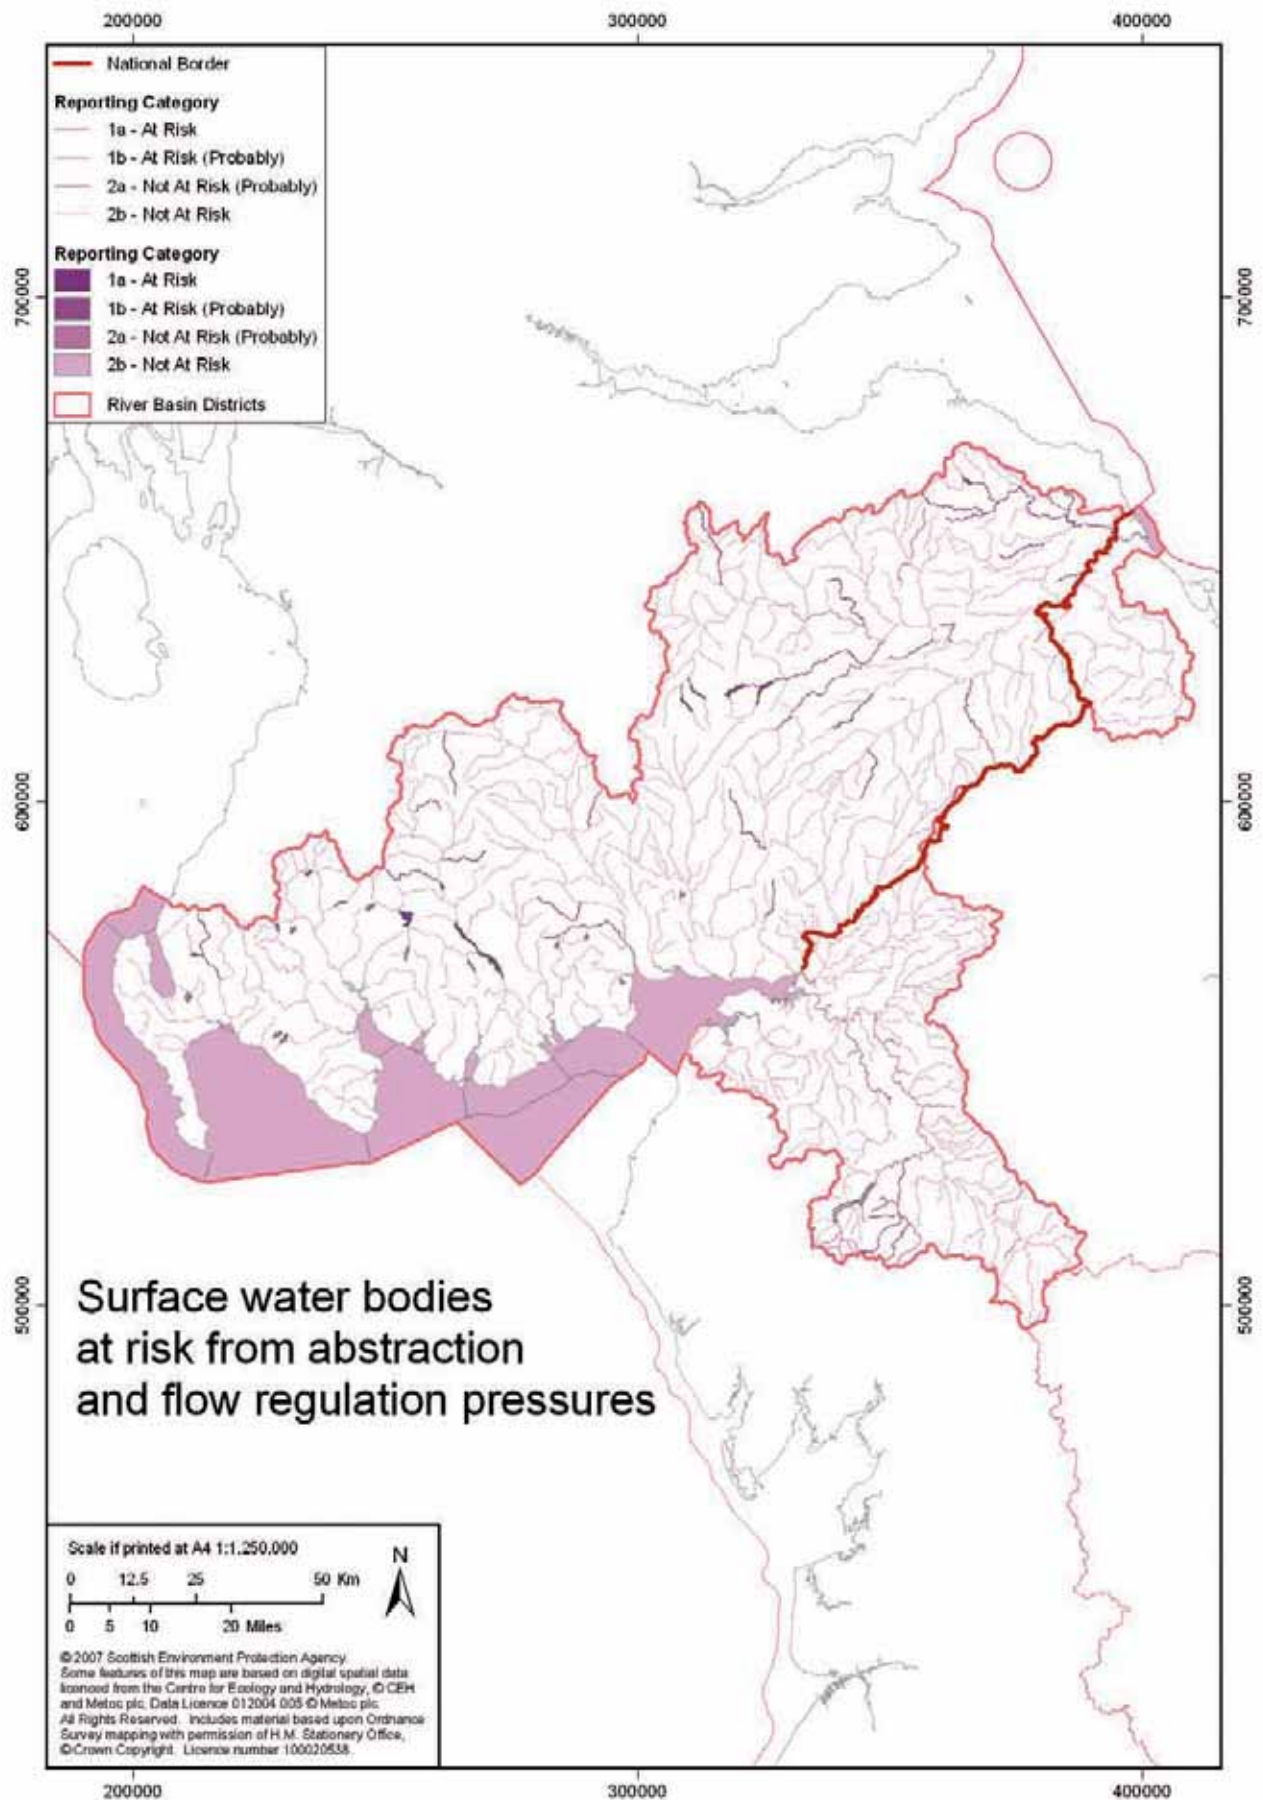 200000
300000
400000
National Border
Reporting Category
1a - At Risk
1b - At Risk (Probably)
2a - Not At Risk (Probably)
2b - Not At Risk
Reporting Category
1a - At Risk
1b - At Risk (Probably)
2a - Not At Risk (Probably)
2b - Not At Risk
River Basin Districts
700000
700000
600000
600000
500000
500000
Surface water bodies
at risk from abstraction
and flow regulation pressures
Scale if printed at A4 1:1,250,000
N
0 12.5 25 50 Km
0 5 10 20 Miles
© 2007 Scottish Environment Protection Agency.
Some features of this map are based on digital spatial data
licenced from the Centre for Ecology and Hydrology, © CEH
and Metoc plc, Data Licence 012004.005 © Metoc plc.
All Rights Reserved. Includes material based upon Ordnance
Survey mapping with permission of H.M. Stationery Office,
© Crown Copyright. Licence number 100020538.
200000
300000
400000